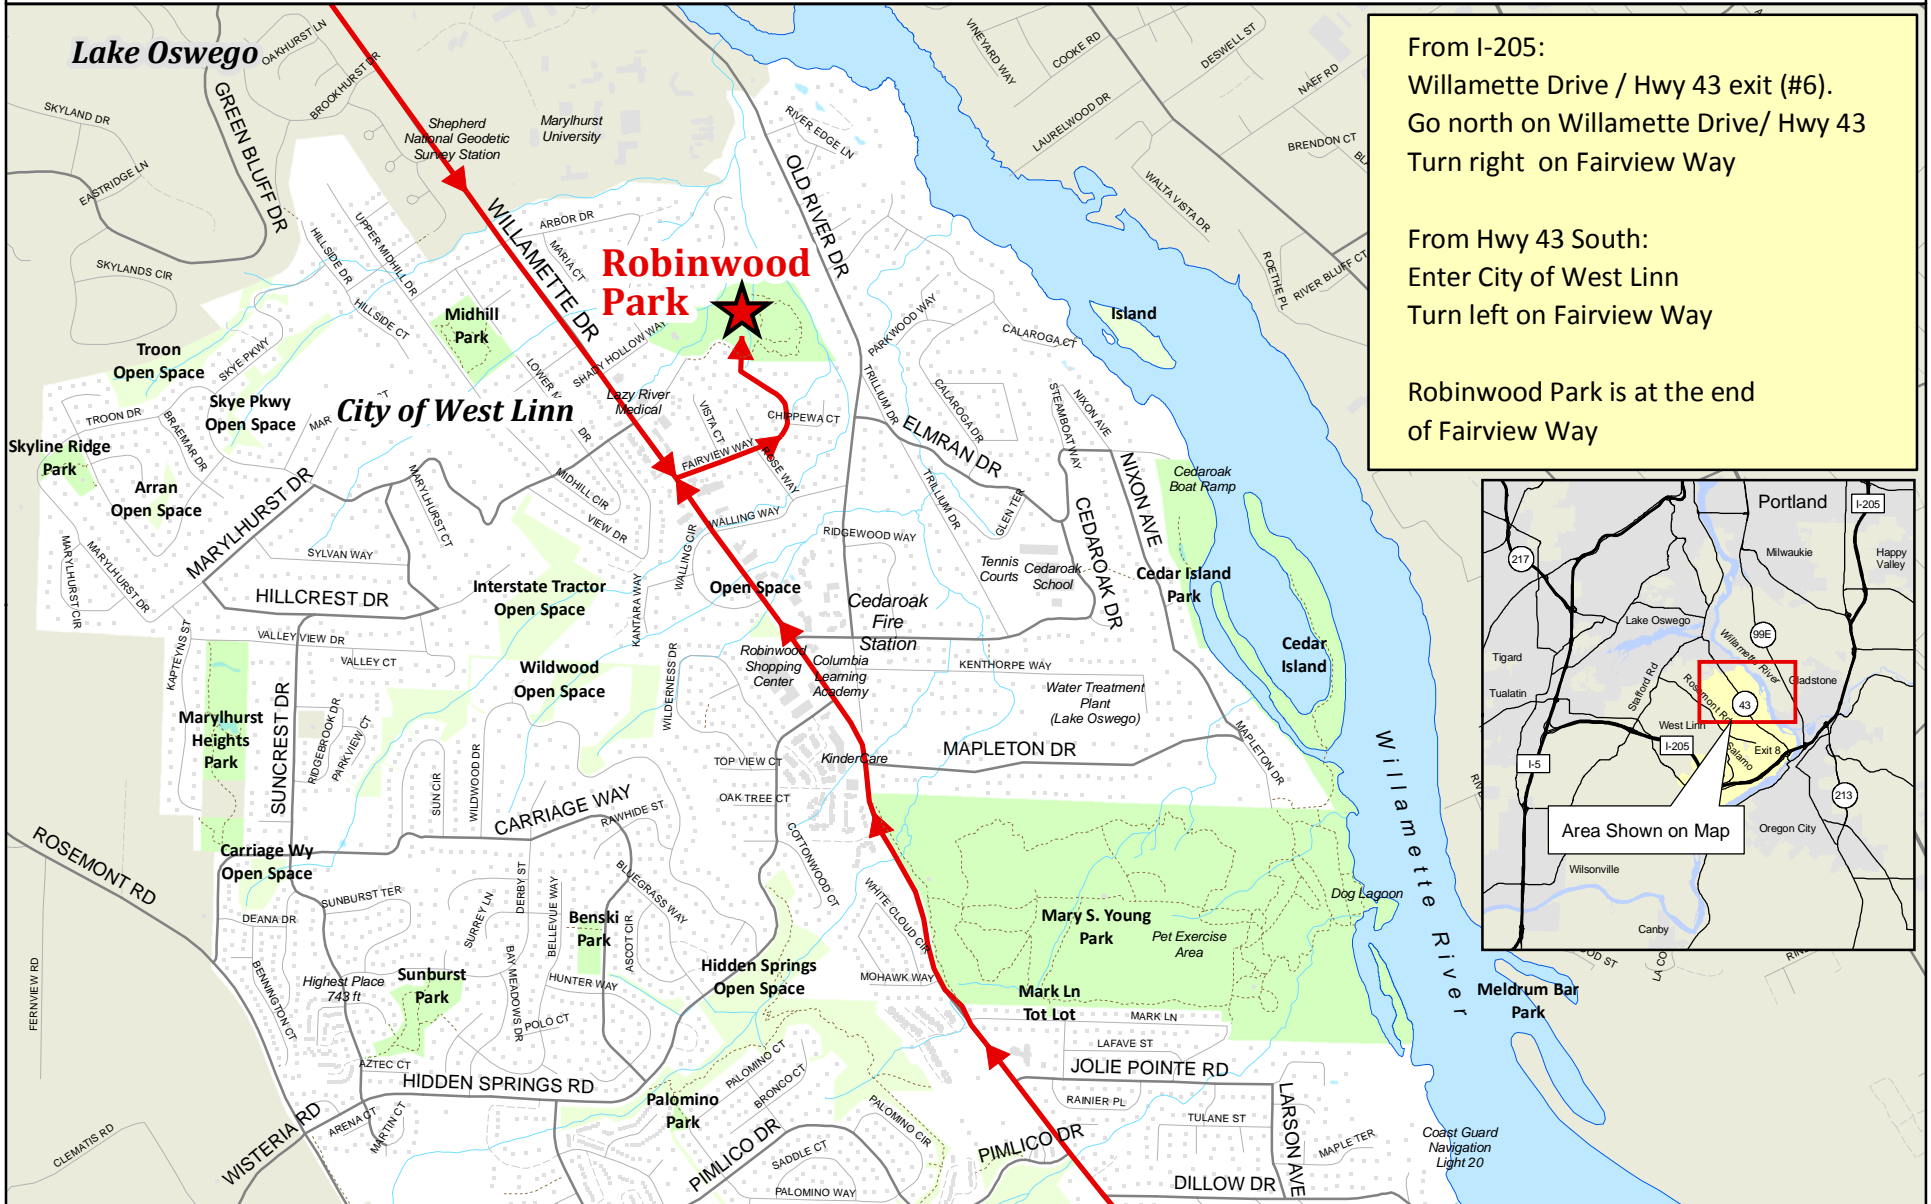 Lake Oswego
OAKHURST LN
BROOKHURST DR
SKYLAND DR
GREEN BLUFF DR
EASTRIDGE LN
SKYLANDS CIR
Shepherd
National Geodetic
Survey Station
Marylhurst
University
RIVER EDGE LN
OLD RIVER DR
VINEYARD WAY
COOKE RD
DESWELL ST
NAEF RD
LAURELWOOD DR
BRENDON CT
WALTA VISTA DR
ROETHE PL
RIVER BLUFF CT
From I-205:
Willamette Drive / Hwy 43 exit (#6).
Go north on Willamette Drive/ Hwy 43
Turn right on Fairview Way
From Hwy 43 South:
Enter City of West Linn
Turn left on Fairview Way
Robinwood Park is at the end
of Fairview Way
WILLAMETTE DR
ARBOR DR
MARIA CT
UPPER MIDHILL DR
HILLSIDE DR
HILLSIDE CT
Robinwood
Park
Midhill
Park
SHADY HOLLOW WAY
PARKWOOD WAY
CALAROGA CT
Island
Troon
Open Space
SKYE PKWY
Skye Pkwy
Open Space
TROON DR
BRAEMAR DR
City of West Linn
Lazy River
Medical
VISTA CT
CHIPPEWA CT
FAIRVIEW WAY
ROSE WAY
TRILLIUM DR
CALAROGA DR
ELMRAN DR
STEAMBOAT WAY
NIXON AVE
NIXON AVE
Skyline Ridge
Park
Arran
Open Space
MARYLHURST DR
MARYLHURST CT
MIDHILL CIR
VIEW DR
WALLING WAY
WALLING CIR
RIDGEWOOD WAY
TRILLIUM DR
GLEN TER
CEDAROAK DR
Cedaroak
Boat Ramp
MARYLHURST CIR
MARYLHURST DR
SYLVAN WAY
HILLCREST DR
Interstate Tractor
Open Space
KANTARA WAY
Open Space
Cedaroak
Fire
Station
Tennis
Courts
Cedaroak
School
Cedar Island
Park
Cedar
Island
KAPTEYNS ST
VALLEY VIEW DR
VALLEY CT
Wildwood
Open Space
WILDERNESS DR
Robinwood
Shopping
Center
Columbia
Learning
Academy
KENTHORPE WAY
Water Treatment
Plant
(Lake Oswego)
Marylhurst
Heights
Park
SUNCREST DR
RIDGEBROOK DR
PARKVIEW CT
SUN CIR
WILDWOOD DR
TOP VIEW CT
KinderCare
MAPLETON DR
MAPLETON DR
OAK TREE CT
CARRIAGE WAY
RAWHIDE ST
COTTONWOOD CT
ROSEMONT RD
Carriage Wy
Open Space
SUNBURST TER
DEANA DR
SURREY LN
DERBY ST
BELLEVUE WAY
BLUEGRASS WAY
Benski
Park
ASCOT CIR
WHITE CLOUD CIR
Mary S. Young
Park
Pet Exercise
Area
Dog Lagoon
Willamette River
FERNVIEW RD
BENNINGTON CT
Highest Place
743 ft
Sunburst
Park
BAY MEADOWS DR
HUNTER WAY
POLO CT
Hidden Springs
Open Space
MOHAWK WAY
Mark Ln
Tot Lot
MARK LN
Meldrum Bar
Park
LAFAVE ST
JOLIE POINTE RD
AZTEC CT
HIDDEN SPRINGS RD
PALOMINO CT
BRONCO CT
Palomino
Park
PALOMINO CIR
RAINIER PL
TULANE ST
LARSON AVE
MAPLE TER
Coast Guard
Navigation
Light 20
CLEMATIS RD
WISTERIA RD
ARENA CT
MARTIN CT
PIMLICO DR
SADDLE CT
PALOMINO WAY
PIMLICO DR
DILLOW DR
Portland
I-205
217
Milwaukie
Happy
Valley
Lake Oswego
99E
Willamette River
Tigard
Stafford Rd
Rosemont Rd
Gladstone
Tualatin
43
West Linn
I-205
Salamo
Exit 8
I-5
213
Area Shown on Map
Oregon City
Wilsonville
Canby